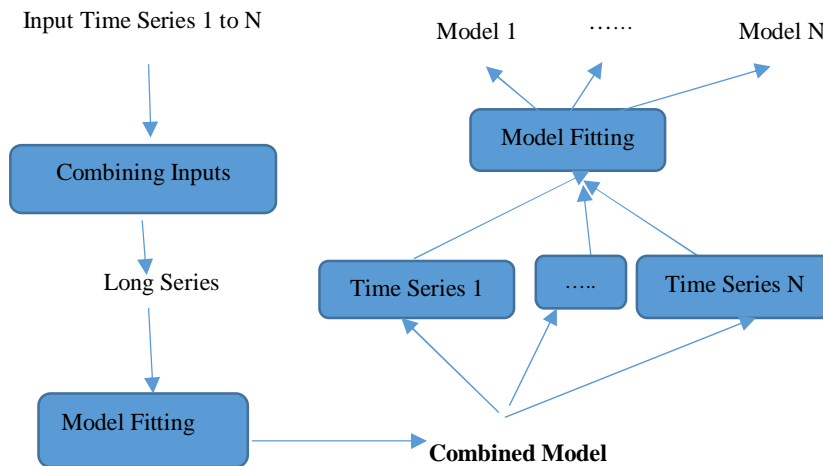 Input Time Series 1 to N
Combining Inputs
Long Series
Model Fitting
Combined Model
Time Series 1
…..
Time Series N
Model Fitting
Model 1
……
Model N